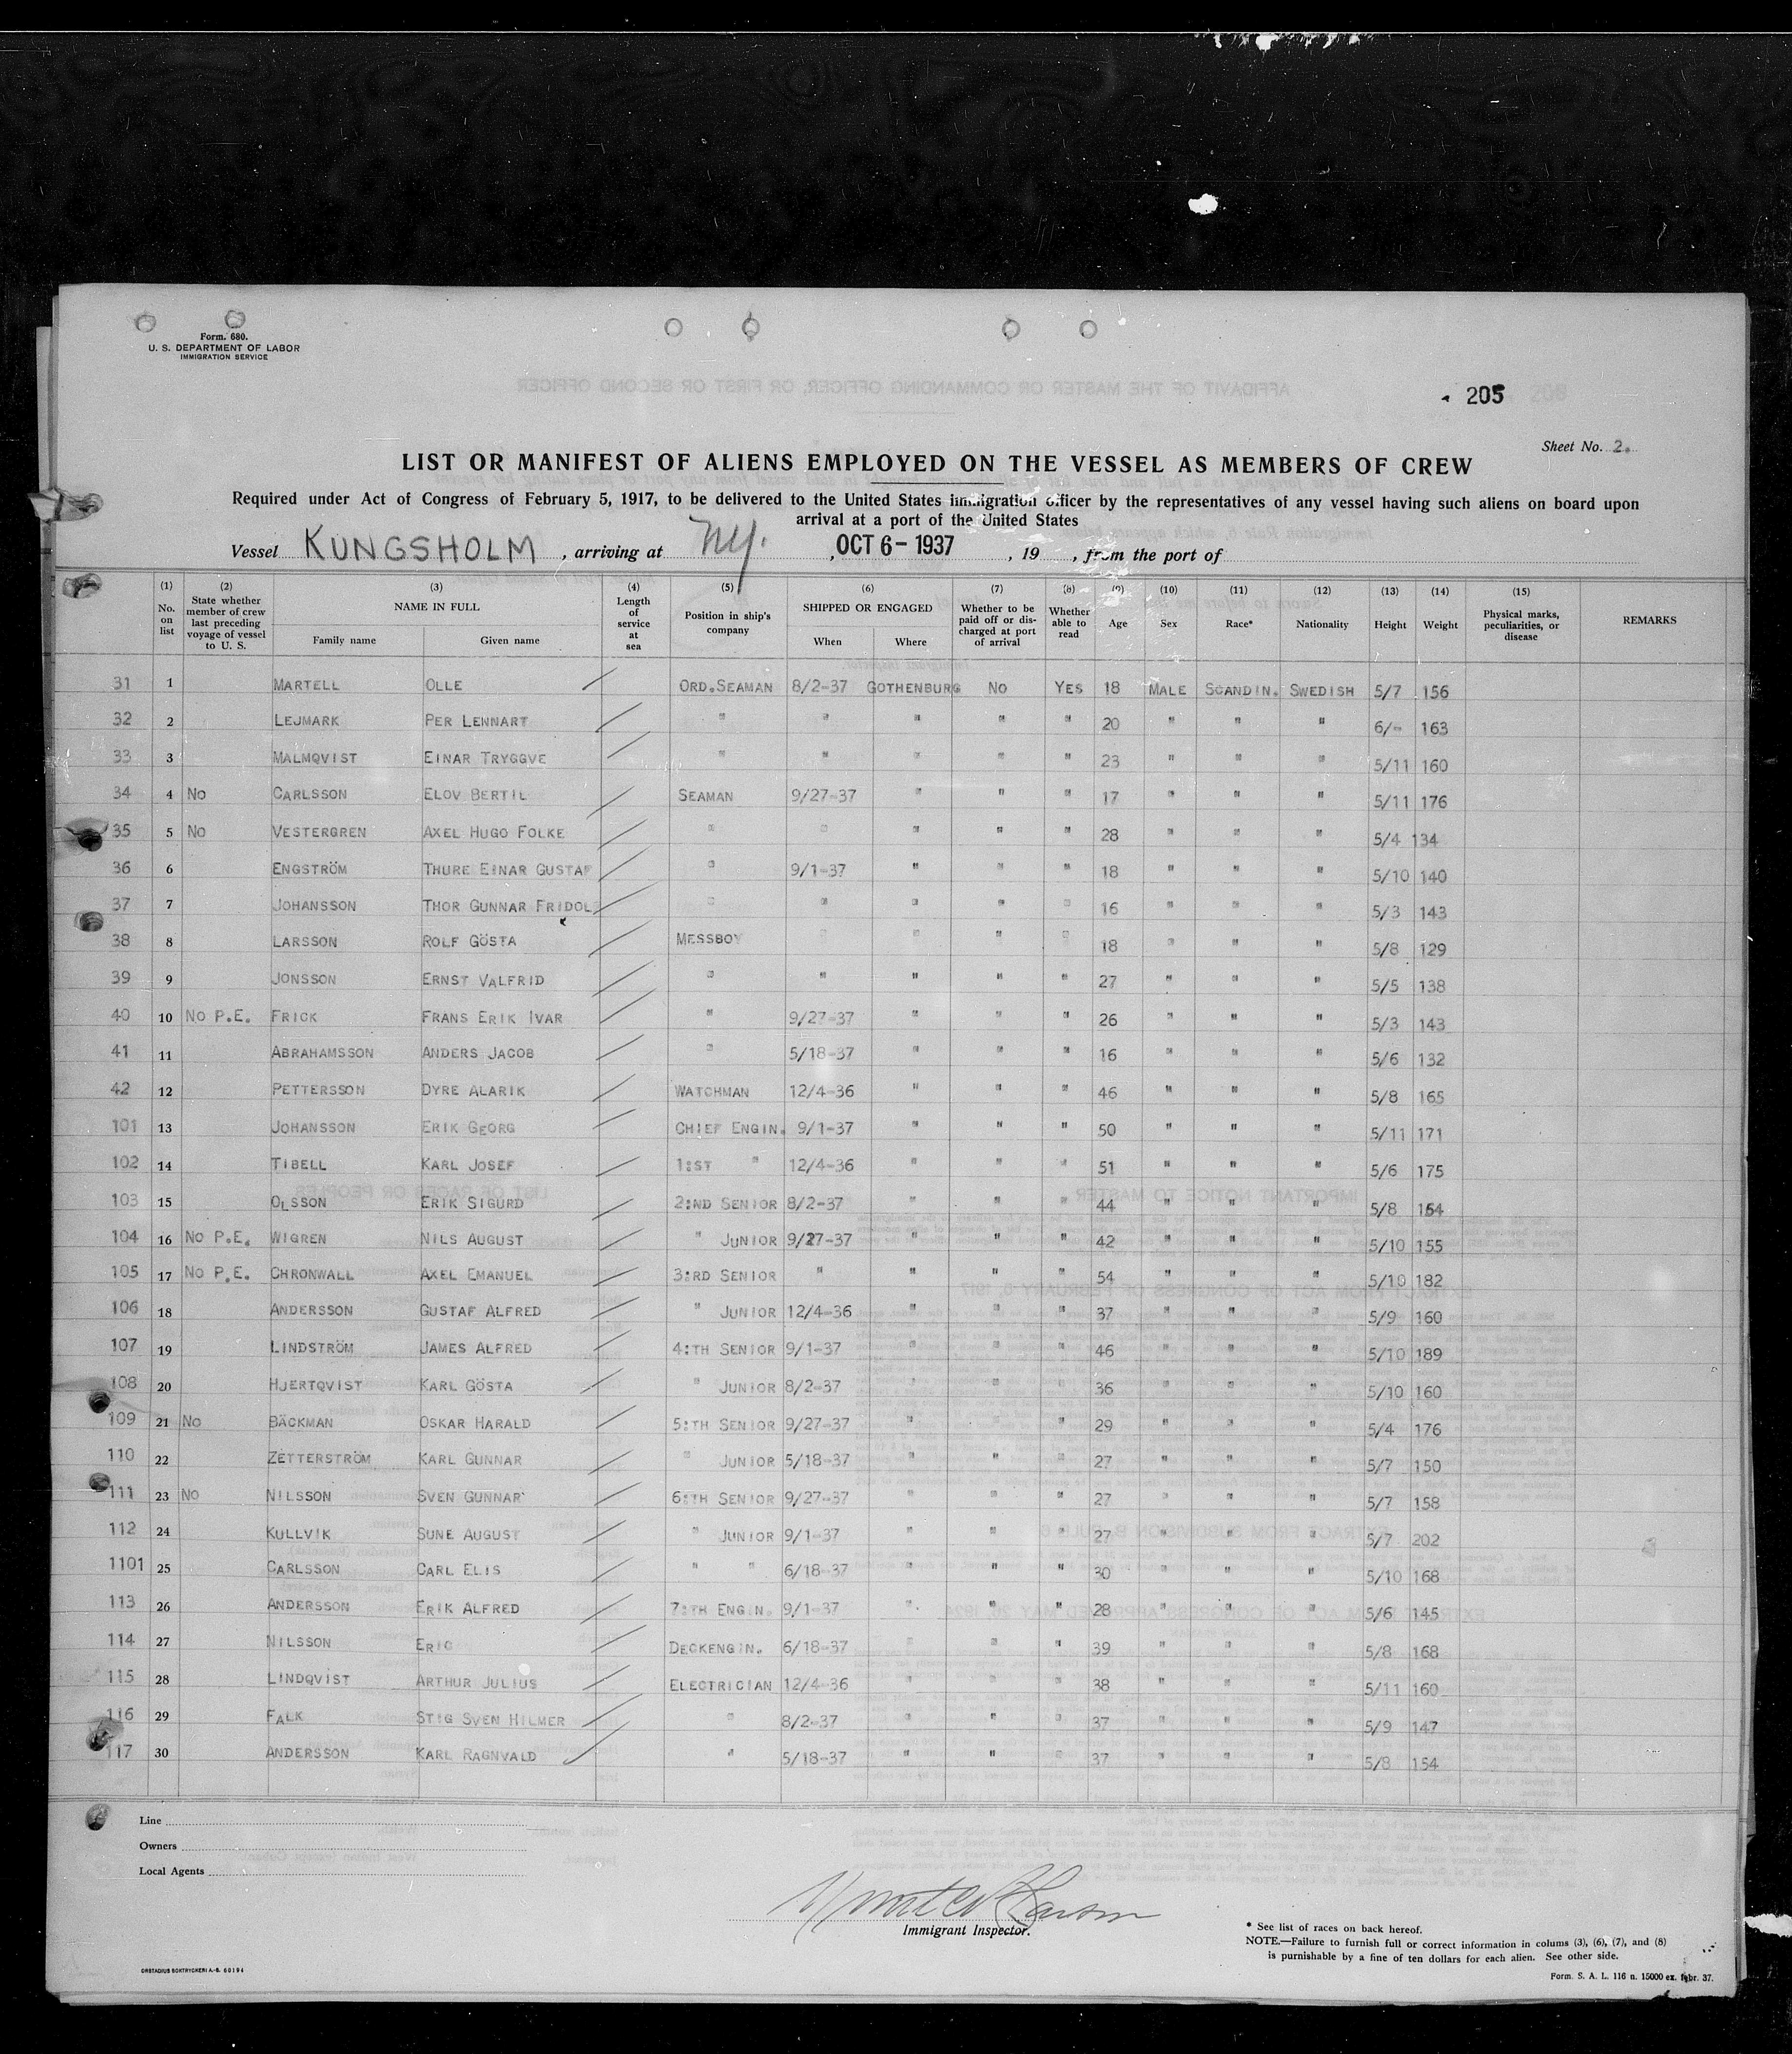 Form. 680.
U. S. DEPARTMENT OF LABOR
IMMIGRATION SERVICE
205
Sheet No. 2.
LIST OR MANIFEST OF ALIENS EMPLOYED ON THE VESSEL AS MEMBERS OF CREW
Required under Act of Congress of February 5, 1917, to be delivered to the United States immigration officer by the representatives of any vessel having such aliens on board upon
arrival at a port of the United States
Vessel KUNGSHOLM, arriving at NY., OCT 6 - 1937, 19 , from the port of
(1) (2) (3) (4) (5) (6) (7) (8) (9) (10) (11) (12) (13) (14) (15)
No. on list State whether member of crew last preceding voyage of vessel to U. S. NAME IN FULL Family name Given name Length of service at sea Position in ship's company SHIPPED OR ENGAGED When Where Whether to be paid off or discharged at port of arrival Whether able to read Age Sex Race* Nationality Height Weight Physical marks, peculiarities, or disease REMARKS
31 1 MARTELL OLLE ORD.SEAMAN 8/2-37 GOTHENBURG NO YES 18 MALE SCANDIN. SWEDISH 5/7 156
32 2 LEJMARK PER LENNART " " " " " 20 " " " 6/- 163
33 3 MALMQVIST EINAR TRYGGVE " " " " " 23 " " " 5/11 160
34 4 NO CARLSSON ELOV BERTIL SEAMAN 9/27-37 " " " 17 " " " 5/11 176
35 5 NO VESTERGREN AXEL HUGO FOLKE " " " " " 28 " " " 5/4 134
36 6 ENGSTRÖM THURE EINAR GUSTAF " 9/1-37 " " " 18 " " " 5/10 140
37 7 JOHANSSON THOR GUNNAR FRIDOL " " " " " 16 " " " 5/3 143
38 8 LARSSON ROLF GÖSTA MESSBOY " " " " 18 " " " 5/8 129
39 9 JONSSON ERNST VALFRID " " " " " 27 " " " 5/5 138
40 10 NO P.E. FRICK FRANS ERIK IVAR " 9/27-37 " " " 26 " " " 5/3 143
41 11 ABRAHAMSSON ANDERS JACOB " 5/18-37 " " " 16 " " " 5/6 132
42 12 PETTERSSON DYRE ALARIK WATCHMAN 12/4-36 " " " 46 " " " 5/8 165
101 13 JOHANSSON ERIK GEORG CHIEF ENGIN. 9/1-37 " " " 50 " " " 5/11 171
102 14 TIBELL KARL JOSEF 1:ST " 12/4-36 " " " 51 " " " 5/6 175
103 15 OLSSON ERIK SIGURD 2:ND SENIOR 8/2-37 " " " 44 " " " 5/8 164
104 16 NO P.E. WIGREN NILS AUGUST " JUNIOR 9/27-37 " " " 42 " " " 5/10 155
105 17 NO P.E. CHRONWALL AXEL EMANUEL 3:RD SENIOR " " " " 54 " " " 5/10 182
106 18 ANDERSSON GUSTAF ALFRED " JUNIOR 12/4-36 " " " 37 " " " 5/9 160
107 19 LINDSTRÖM JAMES ALFRED 4:TH SENIOR 9/1-37 " " " 46 " " " 5/10 189
108 20 HJERTQVIST KARL GÖSTA " JUNIOR 8/2-37 " " " 36 " " " 5/10 160
109 21 NO BÄCKMAN OSKAR HARALD 5:TH SENIOR 9/27-37 " " " 29 " " " 5/4 176
110 22 ZETTERSTRÖM KARL GUNNAR " JUNIOR 5/18-37 " " " 27 " " " 5/7 150
111 23 NO NILSSON SVEN GUNNAR 6:TH SENIOR 9/27-37 " " " 27 " " " 5/7 158
112 24 KULLVIK SUNE AUGUST " JUNIOR 9/1-37 " " " 27 " " " 5/7 202
1101 25 CARLSSON CARL ELIS " " 6/18-37 " " " 30 " " " 5/10 168
113 26 ANDERSSON ERIK ALFRED 7:TH ENGIN. 9/1-37 " " " 28 " " " 5/6 145
114 27 NILSSON ERIC DECKENGIN. 6/18-37 " " " 39 " " " 5/8 168
115 28 LINDQVIST ARTHUR JULIUS ELECTRICIAN 12/4-36 " " " 38 " " " 5/11 160
116 29 FALK STIG SVEN HILMER " 8/2-37 " " " 37 " " " 5/9 147
117 30 ANDERSSON KARL RAGNVALD " 5/18-37 " " " 37 " " " 5/8 154
Line
Owners
Local Agents
Immigrant Inspector.
* See list of races on back hereof.
NOTE.—Failure to furnish full or correct information in colums (3), (6), (7), and (8)
is punishable by a fine of ten dollars for each alien. See other side.
ORSTADIUS BOKTRYCKERI A.-B. 60194
Form. S. A. L. 116 n. 15000 ex. febr. 37.